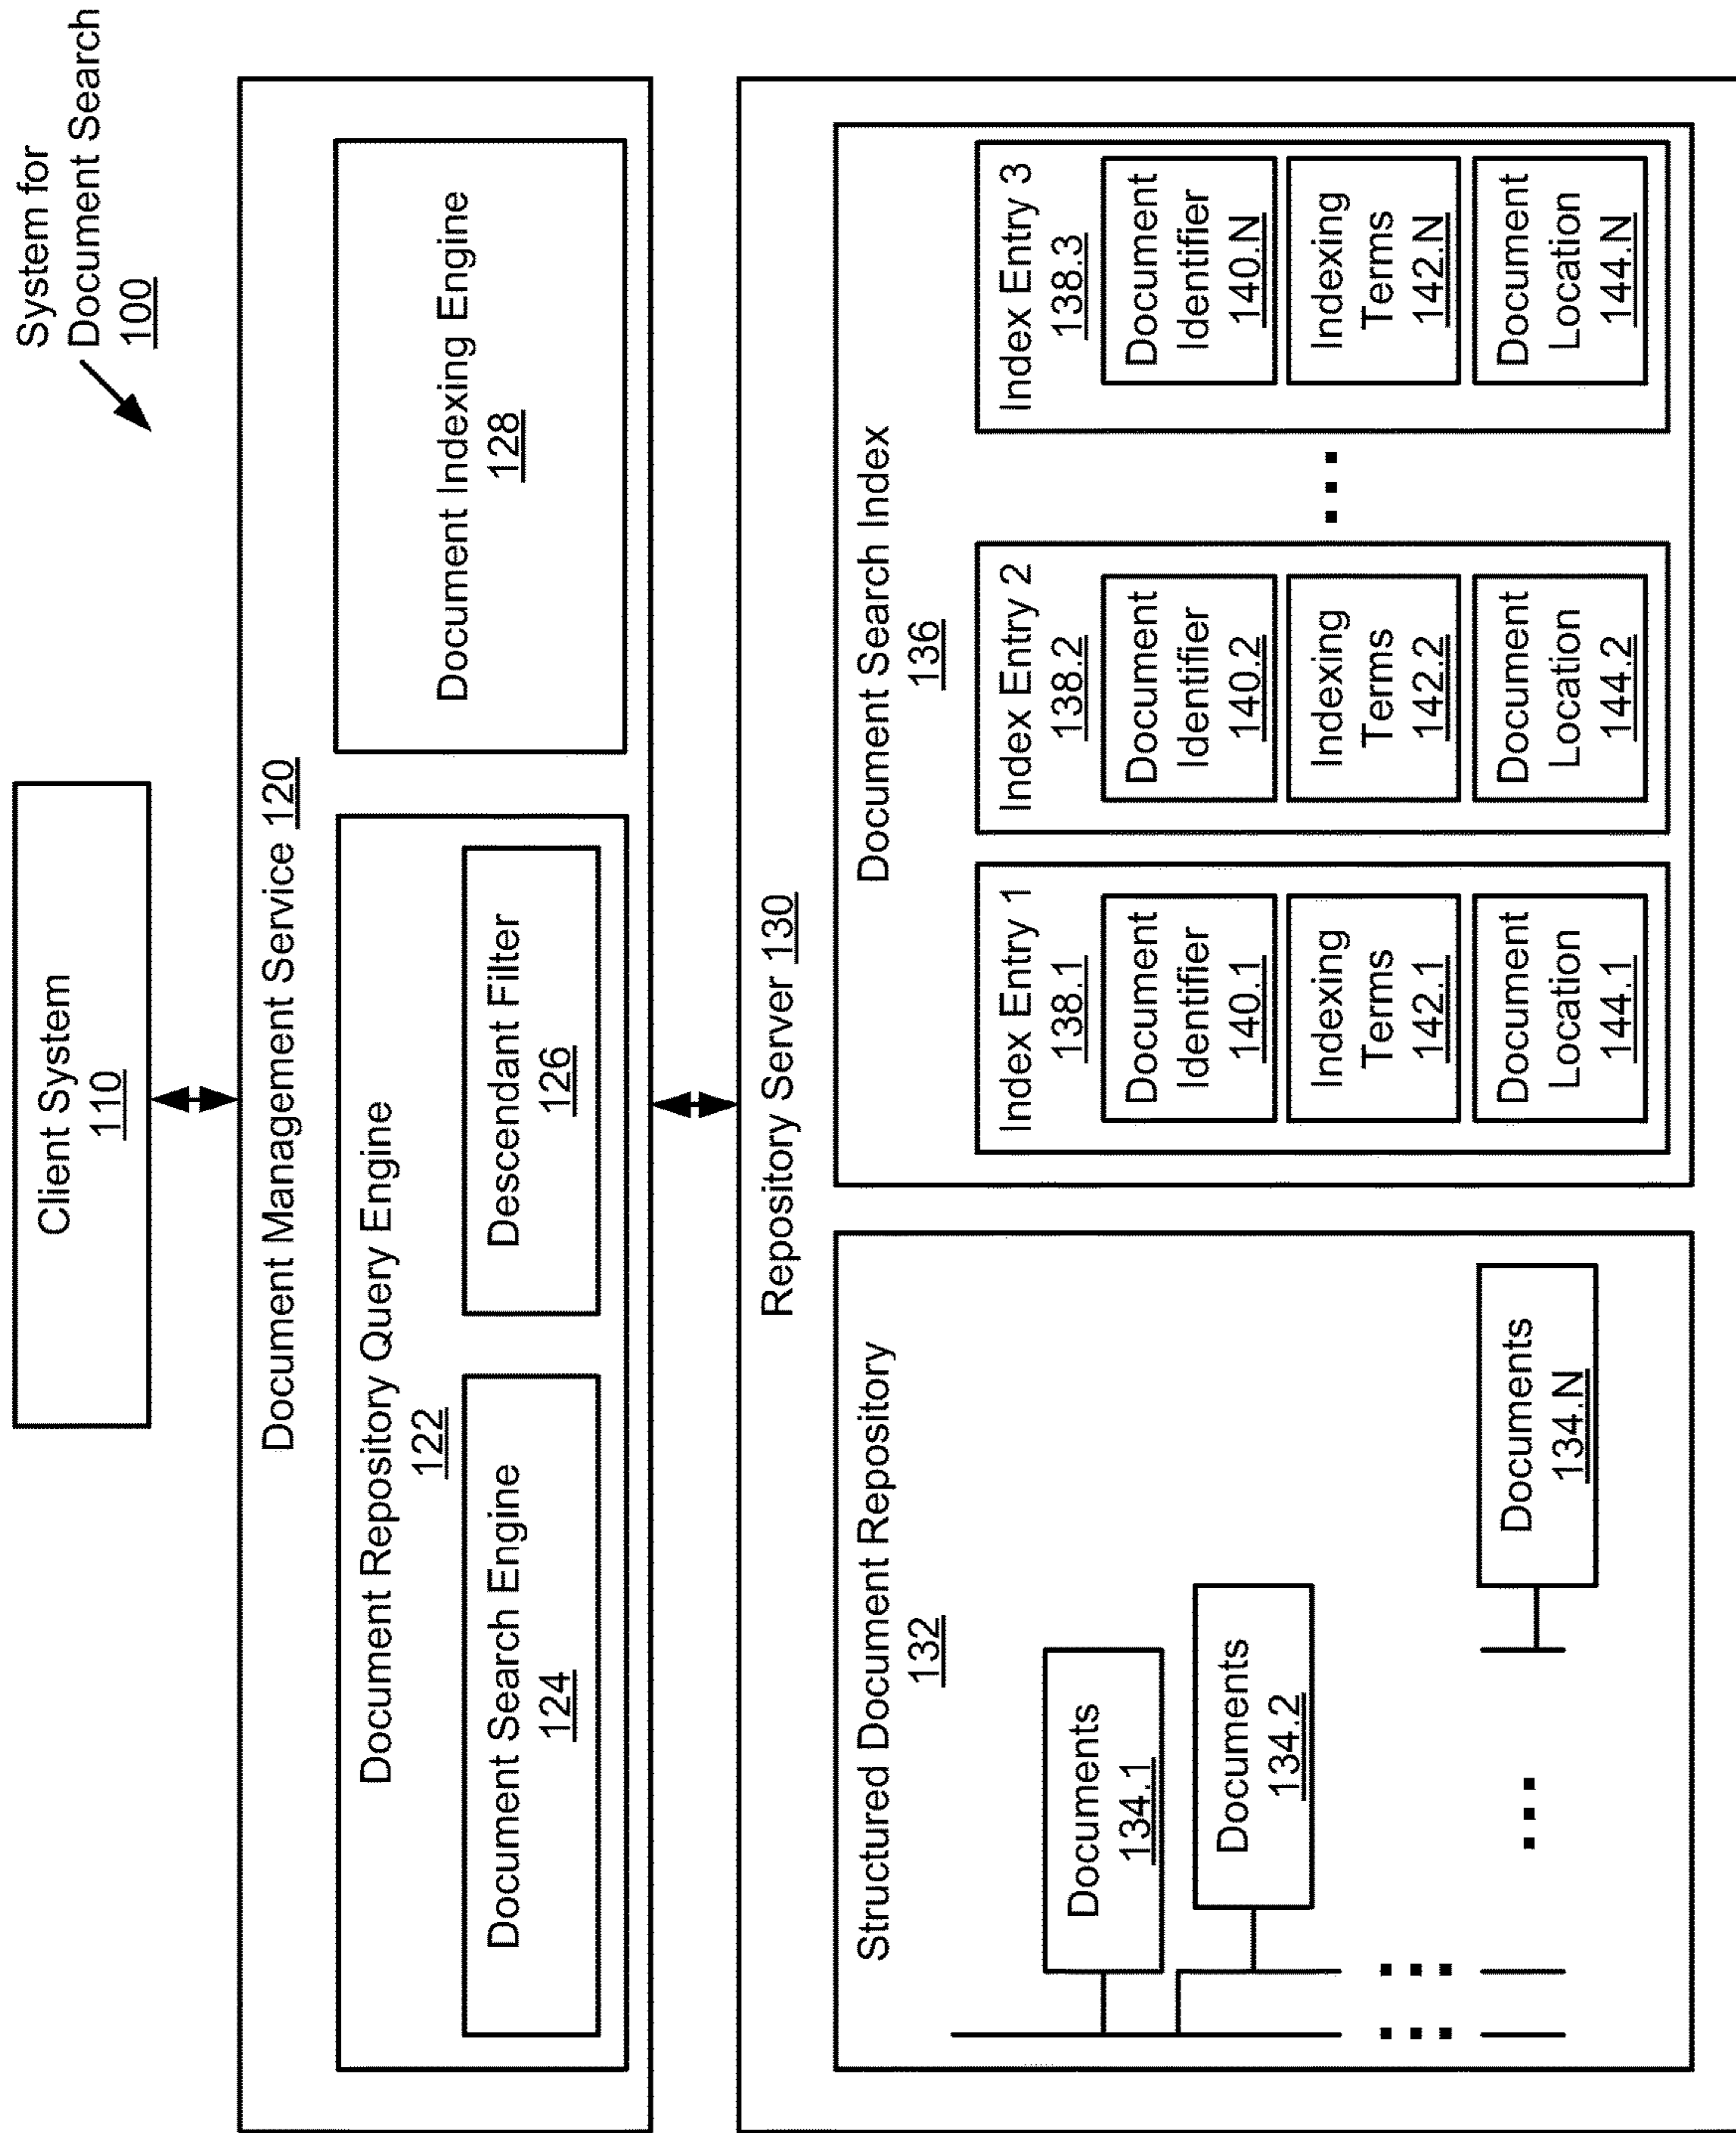 System for
Document Search
100
Client System
110
Document Management Service 120
Document Repository Query Engine
122
Document Search Engine
124
Descendant Filter
126
Document Indexing Engine
128
Repository Server 130
Structured Document Repository
132
Documents
134.1
Documents
134.2
Documents
134.N
Document Search Index
136
Index Entry 1
138.1
Document
Identifier
140.1
Indexing
Terms
142.1
Document
Location
144.1
Index Entry 2
138.2
Document
Identifier
140.2
Indexing
Terms
142.2
Document
Location
144.2
Index Entry 3
138.3
Document
Identifier
140.N
Indexing
Terms
142.N
Document
Location
144.N